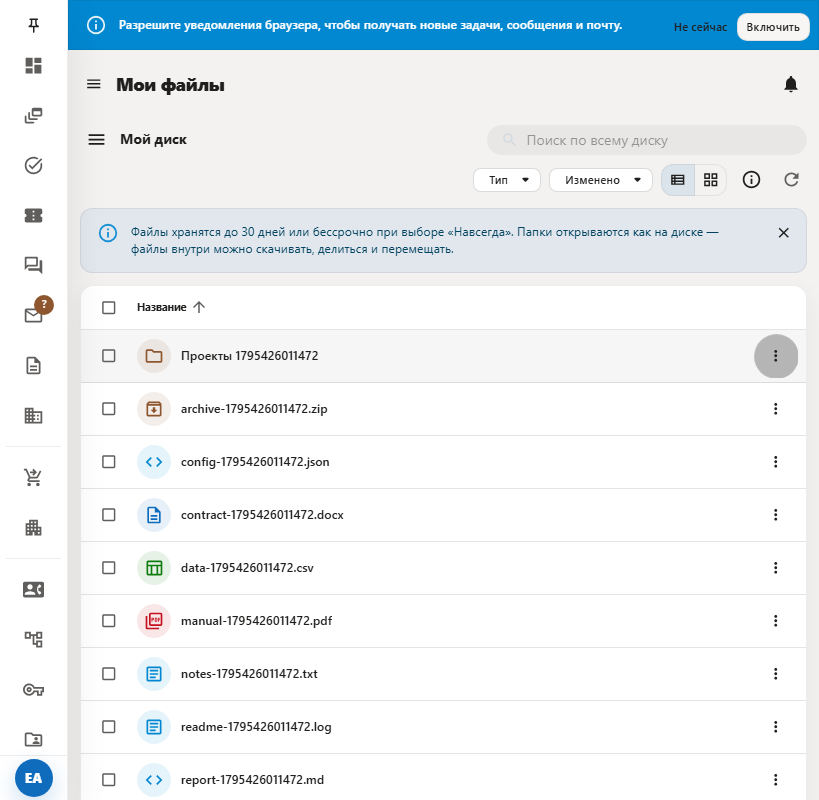 Разрешите уведомления браузера, чтобы получать новые задачи, сообщения и почту.
Не сейчас
Включить
Мои файлы
Мой диск
Поиск по всему диску
Тип
Изменено
Файлы хранятся до 30 дней или бессрочно при выборе «Навсегда». Папки открываются как на диске —
файлы внутри можно скачивать, делиться и перемещать.
?
Название
Проекты 1795426011472
archive-1795426011472.zip
config-1795426011472.json
contract-1795426011472.docx
data-1795426011472.csv
PDF
manual-1795426011472.pdf
notes-1795426011472.txt
readme-1795426011472.log
report-1795426011472.md
EA